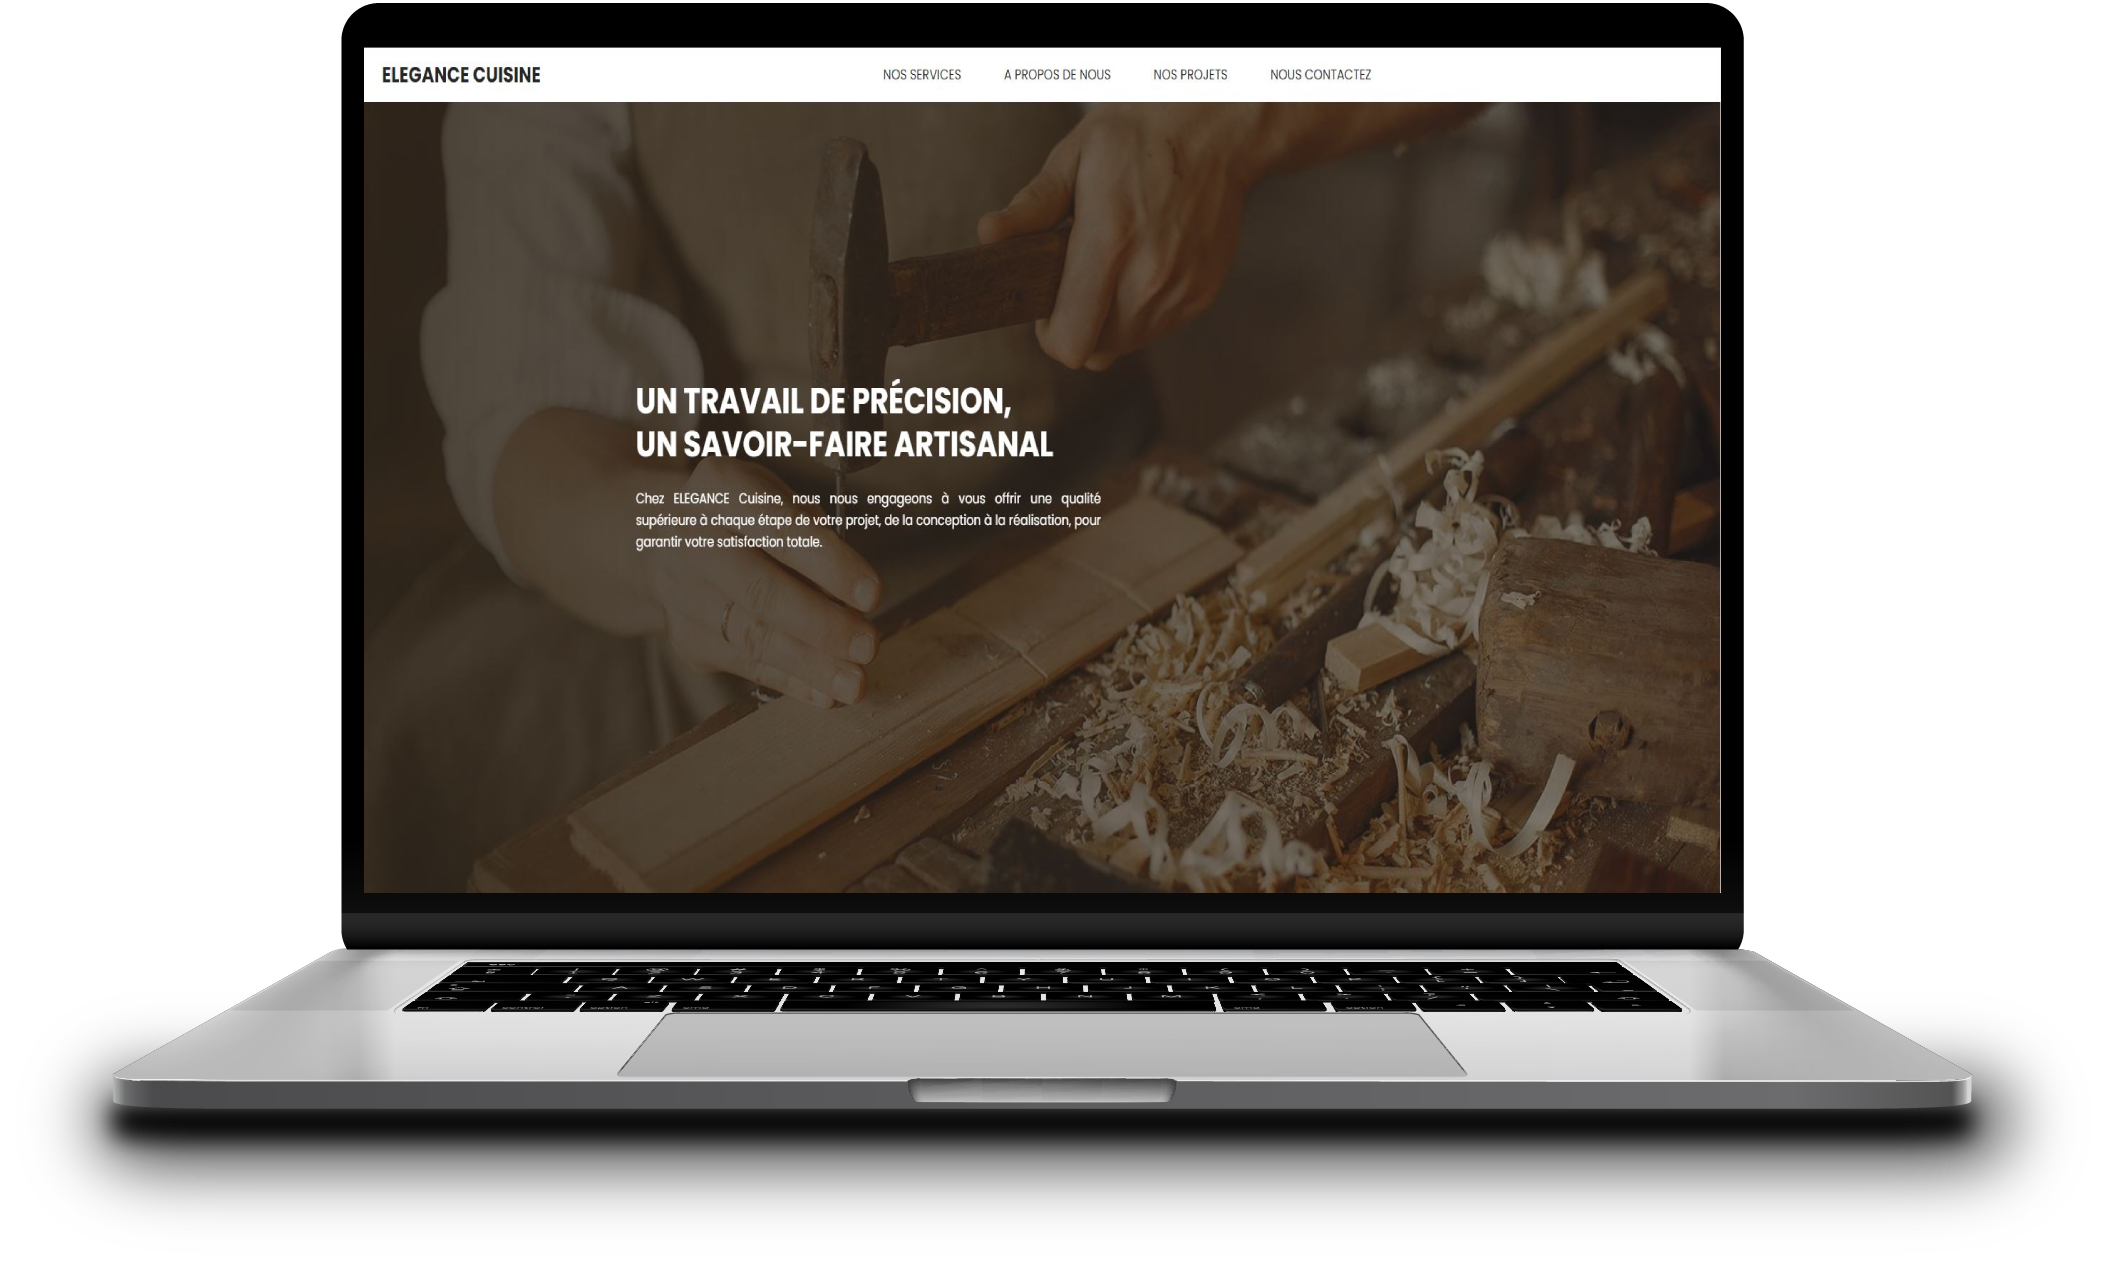 ELEGANCE CUISINE
NOS SERVICES
A PROPOS DE NOUS
NOS PROJETS
NOUS CONTACTEZ
UN TRAVAIL DE PRÉCISION,
UN SAVOIR-FAIRE ARTISANAL
Chez ELEGANCE Cuisine, nous nous engageons à vous offrir une qualité
supérieure à chaque étape de votre projet, de la conception à la réalisation, pour
garantir votre satisfaction totale.